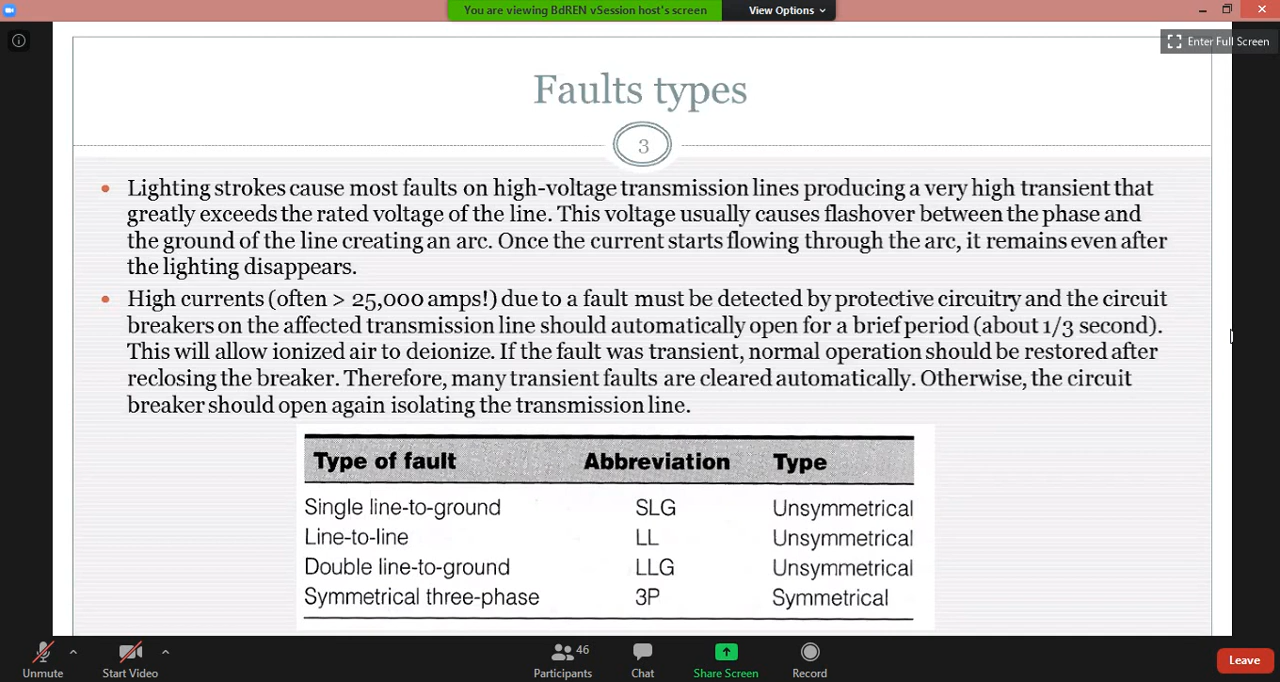 You are viewing BdREN vSession host's screen
View Options
Enter Full Screen
Faults types
3
Lighting strokes cause most faults on high-voltage transmission lines producing a very high transient that
greatly exceeds the rated voltage of the line. This voltage usually causes flashover between the phase and
the ground of the line creating an arc. Once the current starts flowing through the arc, it remains even after
the lighting disappears.
High currents (often > 25,000 amps!) due to a fault must be detected by protective circuitry and the circuit
breakers on the affected transmission line should automatically open for a brief period (about 1/3 second).
This will allow ionized air to deionize. If the fault was transient, normal operation should be restored after
reclosing the breaker. Therefore, many transient faults are cleared automatically. Otherwise, the circuit
breaker should open again isolating the transmission line.
Type of fault Abbreviation Type
Single line-to-ground SLG Unsymmetrical
Line-to-line LL Unsymmetrical
Double line-to-ground LLG Unsymmetrical
Symmetrical three-phase 3P Symmetrical
46
Unmute Start Video Participants Chat Share Screen Record Leave